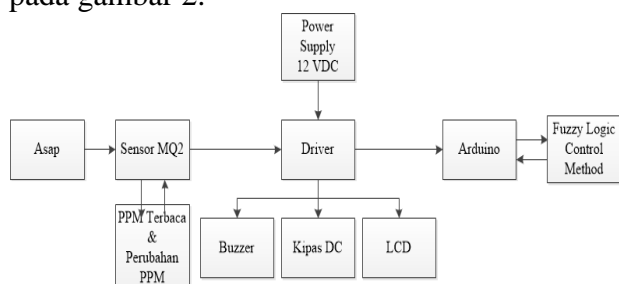 pada gambar 2.
Power
Supply
12 VDC
Asap
Sensor MQ2
Driver
Arduino
Fuzzy Logic
Control
Method
PPM Terbaca
&
Perubahan
PPM
Buzzer
Kipas DC
LCD